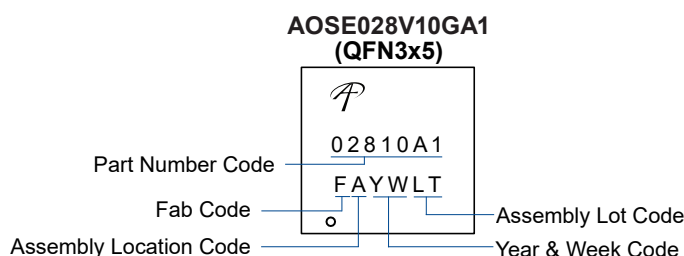 AOSE028V10GA1
(QFN3x5)
02810A1
Part Number Code
FAYWLT
Fab Code
Assembly Lot Code
Assembly Location Code
Year & Week Code